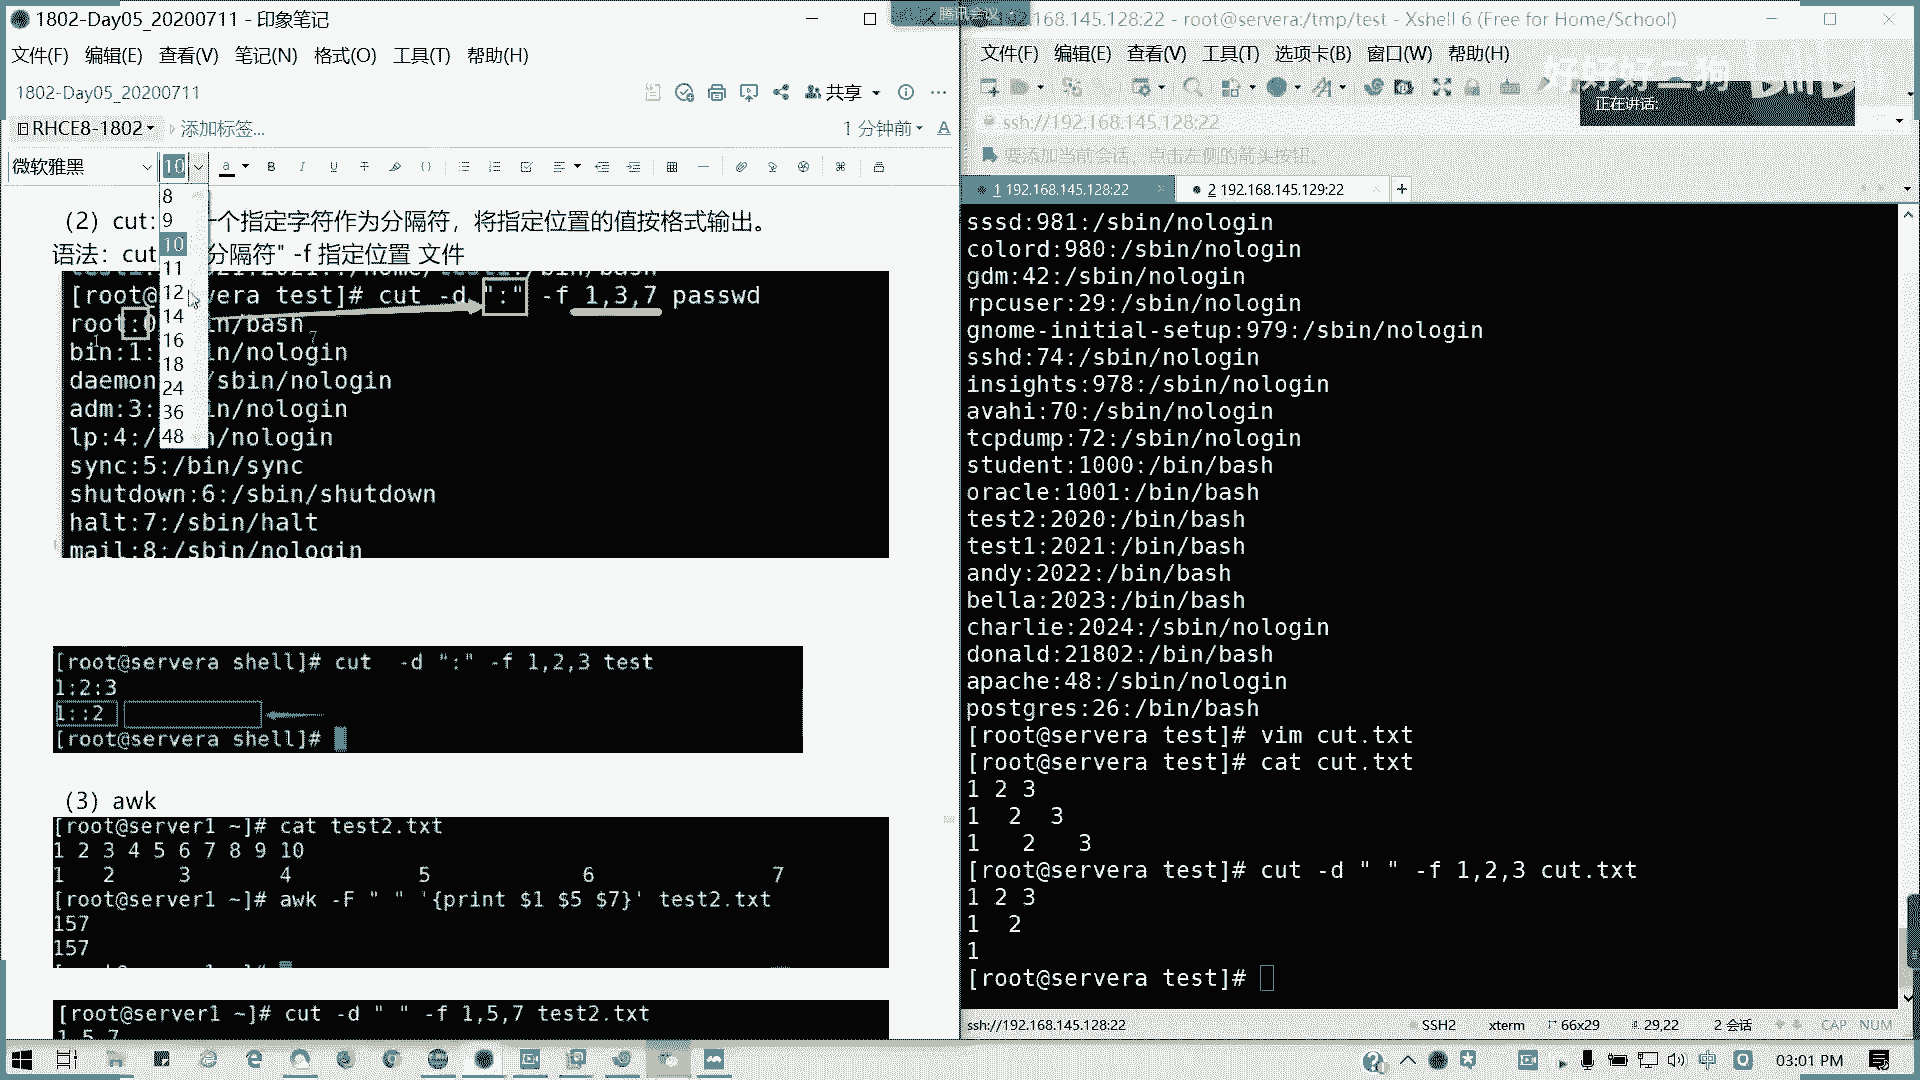 1802-Day05_20200711 - 印象笔记
文件(F) 编辑(E) 查看(V) 笔记(N) 格式(O) 工具(T) 帮助(H)
1802-Day05_20200711
共享
RHCE8-1802
添加标签...
1 分钟前
微软雅黑
10
8
9
10
11
12
14
16
18
24
36
48
（2）cut: 一个指定字符作为分隔符，将指定位置的值按格式输出。
语法：cut 分隔符" -f 指定位置 文件
[root@ vera test]# cut -d ":" -f 1,3,7 passwd
root:0 in/bash
bin:1: in/nologin
daemon /sbin/nologin
adm:3: in/nologin
lp:4:/ /nologin
sync:5:/bin/sync
shutdown:6:/sbin/shutdown
halt:7:/sbin/halt
mail:8:/sbin/nologin
[root@servera shell]# cut  -d ":" -f 1,2,3 test
1:2:3
1::2
[root@servera shell]#
（3）awk
[root@server1 ~]# cat test2.txt
1 2 3 4 5 6 7 8 9 10
1   2     3       4          5            6              7
[root@server1 ~]# awk -F " " '{print $1 $5 $7}' test2.txt
157
157
[root@server1 ~]# cut -d " " -f 1,5,7 test2.txt
1 5 7
腾讯会议
168.145.128:22 - root@servera:/tmp/test - Xshell 6 (Free for Home/School)
文件(F) 编辑(E) 查看(V) 工具(T) 选项卡(B) 窗口(W) 帮助(H)
好好好二狗
正在讲话:
ssh://192.168.145.128:22
要添加当前会话，点击左侧的箭头按钮。
1 192.168.145.128:22
2 192.168.145.129:22
sssd:981:/sbin/nologin
colord:980:/sbin/nologin
gdm:42:/sbin/nologin
rpcuser:29:/sbin/nologin
gnome-initial-setup:979:/sbin/nologin
sshd:74:/sbin/nologin
insights:978:/sbin/nologin
avahi:70:/sbin/nologin
tcpdump:72:/sbin/nologin
student:1000:/bin/bash
oracle:1001:/bin/bash
test2:2020:/bin/bash
test1:2021:/bin/bash
andy:2022:/bin/bash
bella:2023:/bin/bash
charlie:2024:/sbin/nologin
donald:21802:/bin/bash
apache:48:/sbin/nologin
postgres:26:/bin/bash
[root@servera test]# vim cut.txt
[root@servera test]# cat cut.txt
1 2 3
1  2  3
1   2   3
[root@servera test]# cut -d " " -f 1,2,3 cut.txt
1 2 3
1  2
1
[root@servera test]#
ssh://192.168.145.128:22 SSH2 xterm 66x29 29,22 2 会话 CAP NUM
中 03:01 PM